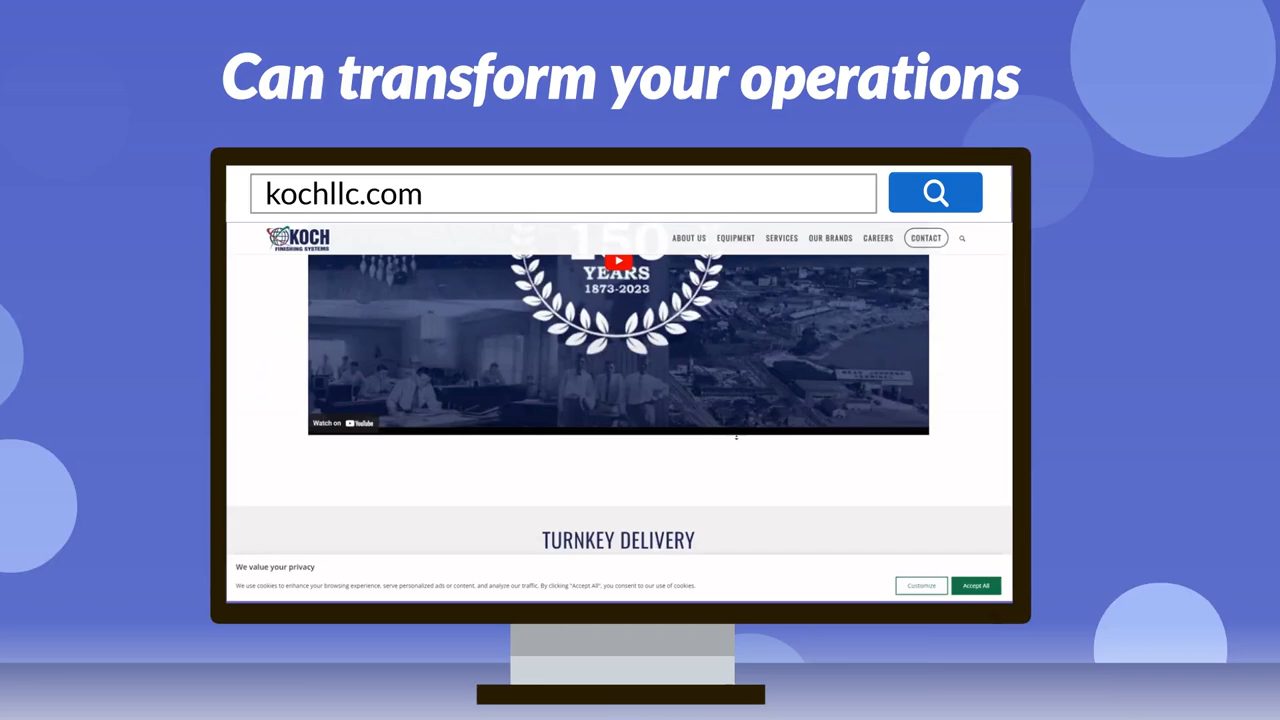 Can transform your operations
kochllc.com
KOCH
FINISHING SYSTEMS
ABOUT US EQUIPMENT SERVICES OUR BRANDS CAREERS CONTACT
150
YEARS
1873-2023
Watch on YouTube
TURNKEY DELIVERY
We value your privacy
We use cookies to enhance your browsing experience, serve personalized ads or content, and analyze our traffic. By clicking "Accept All", you consent to our use of cookies.
Customize Accept All